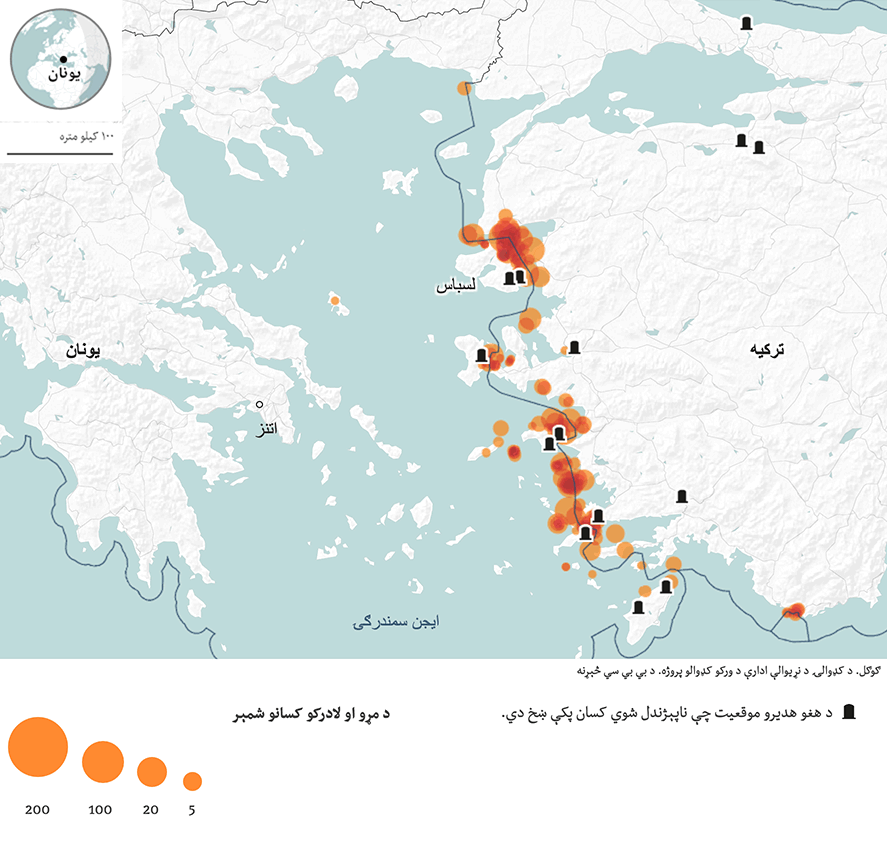 یونان
۱۰۰ کیلو متره
لسباس
یونان
ترکیه
اتنز
ایجن سمندرګی
ګوګل. د کډوالۍ د نړیوالې ادارې د ورکو کډوالو پروژه. د بي بي سي څېړنه
د هغو هدیرو موقعیت چې ناپېژندل شوي کسان پکې ښخ دي.
د مړو او لادرکو کسانو شمېر
200 100 20 5